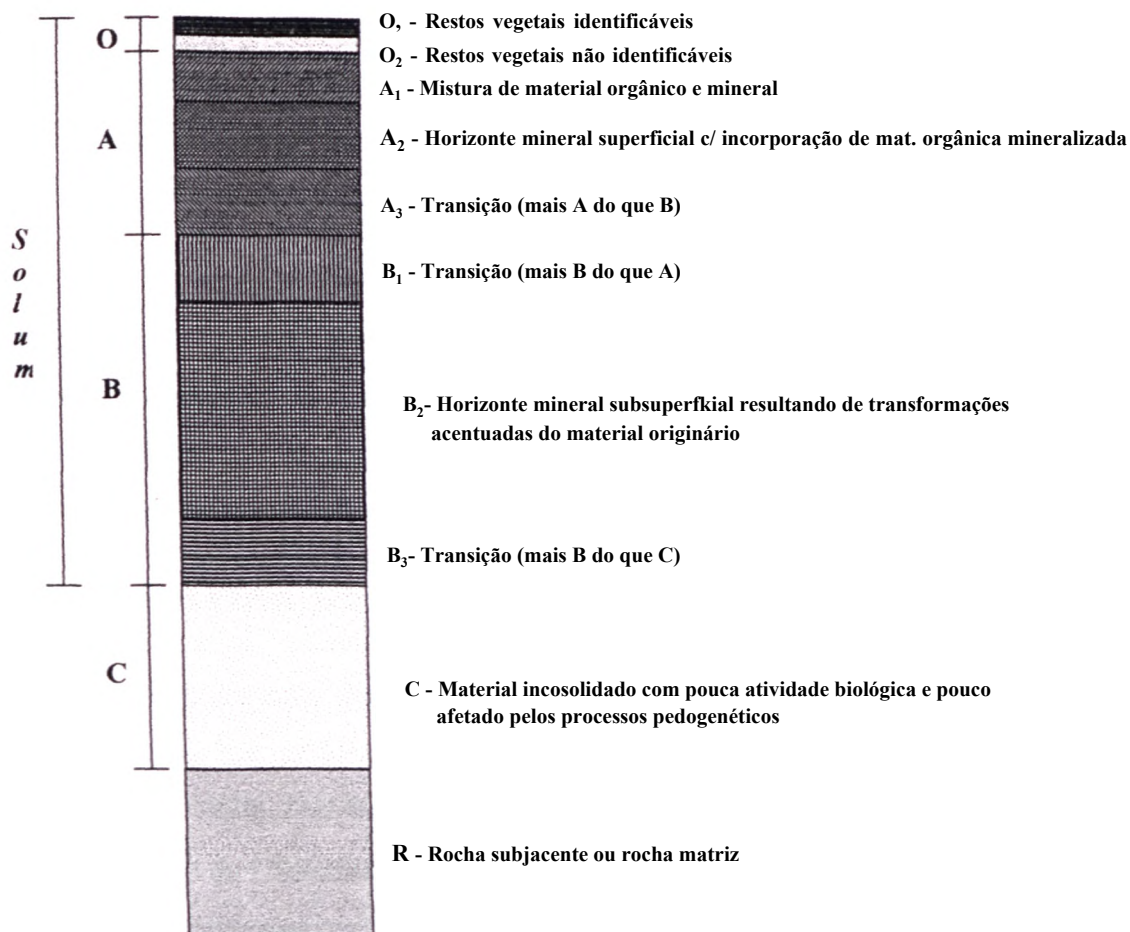 O, - Restos vegetais identificáveis
O
O₂ - Restos vegetais não identificáveis
A₁ - Mistura de material orgânico e mineral
A
A₂ - Horizonte mineral superficial c/ incorporação de mat. orgânica mineralizada
A₃ - Transição (mais A do que B)
Solum
B₁ - Transição (mais B do que A)
B
B₂- Horizonte mineral subsuperfkial resultando de transformações
acentuadas do material originário
B₃- Transição (mais B do que C)
C
C - Material incosolidado com pouca atividade biológica e pouco
afetado pelos processos pedogenéticos
R - Rocha subjacente ou rocha matriz